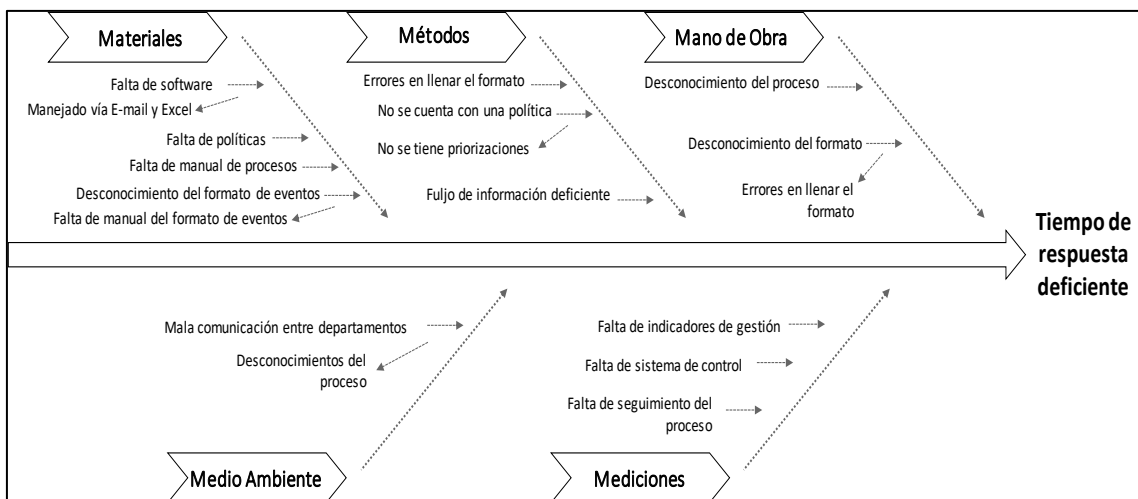 Materiales
Falta de software
Manejado vía E-mail y Excel
Falta de políticas
Falta de manual de procesos
Desconocimiento del formato de eventos
Falta de manual del formato de eventos
Métodos
Errores en llenar el formato
No se cuenta con una política
No se tiene priorizaciones
Fuljo de información deficiente
Mano de Obra
Desconocimiento del proceso
Desconocimiento del formato
Errores en llenar el
formato
Tiempo de
respuesta
deficiente
Mala comunicación entre departamentos
Desconocimientos del
proceso
Medio Ambiente
Falta de indicadores de gestión
Falta de sistema de control
Falta de seguimiento del
proceso
Mediciones